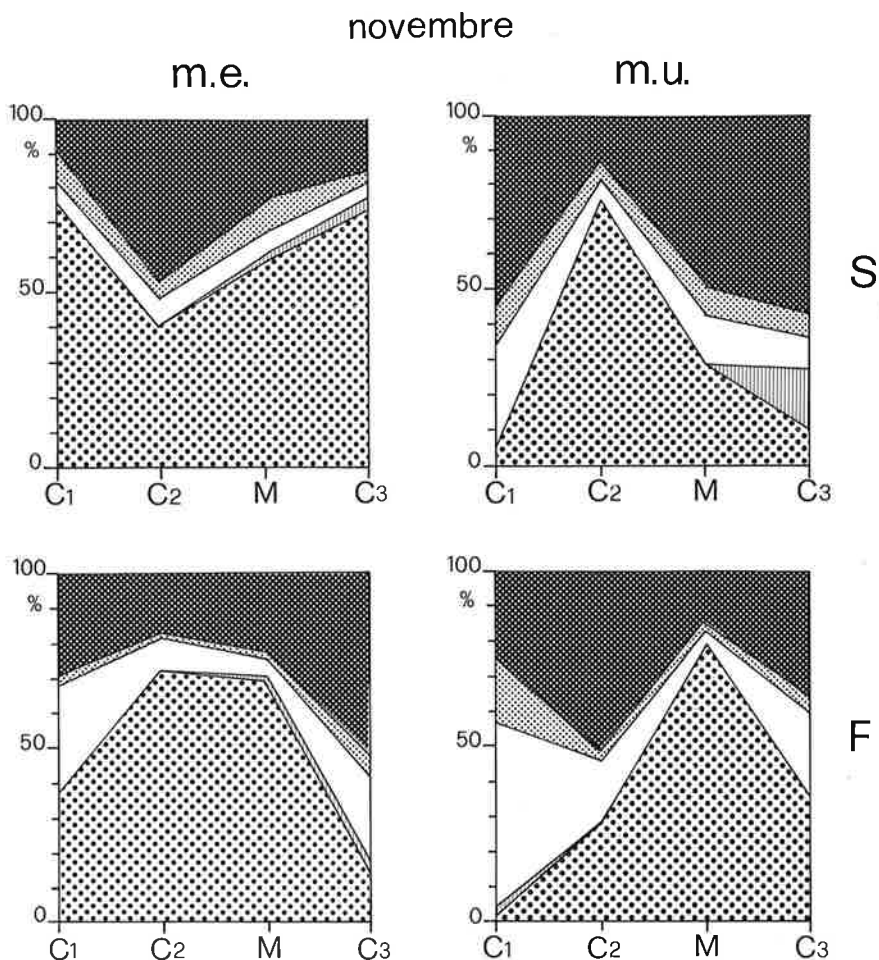 novembre
m.e. m.u.
100 100
% %
50 50 S
0 0
C1 C2 M C3 C1 C2 M C3
100 100
% %
50 50 F
0 0
C1 C2 M C3 C1 C2 M C3